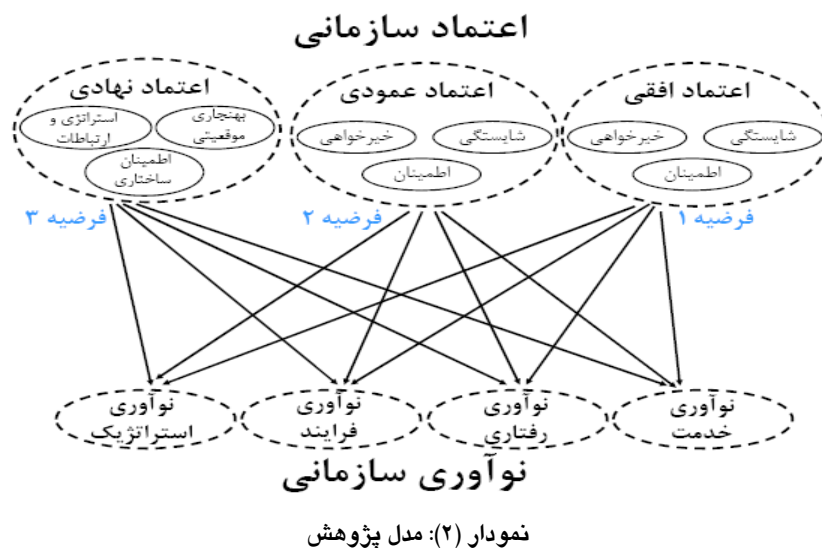 اعتماد سازمانی
اعتماد افقی
شایستگی
خیرخواهی
اطمینان
اعتماد عمودی
شایستگی
خیرخواهی
اطمینان
اعتماد نهادی
بهنجاری
موقعیتی
استراتژی و
ارتباطات
اطمینان
ساختاری
فرضیه ۱
فرضیه ۲
فرضیه ۳
نوآوری
خدمت
نوآوری
رفتاری
نوآوری
فرایند
نوآوری
استراتژیک
نوآوری سازمانی
نمودار (۲): مدل پژوهش